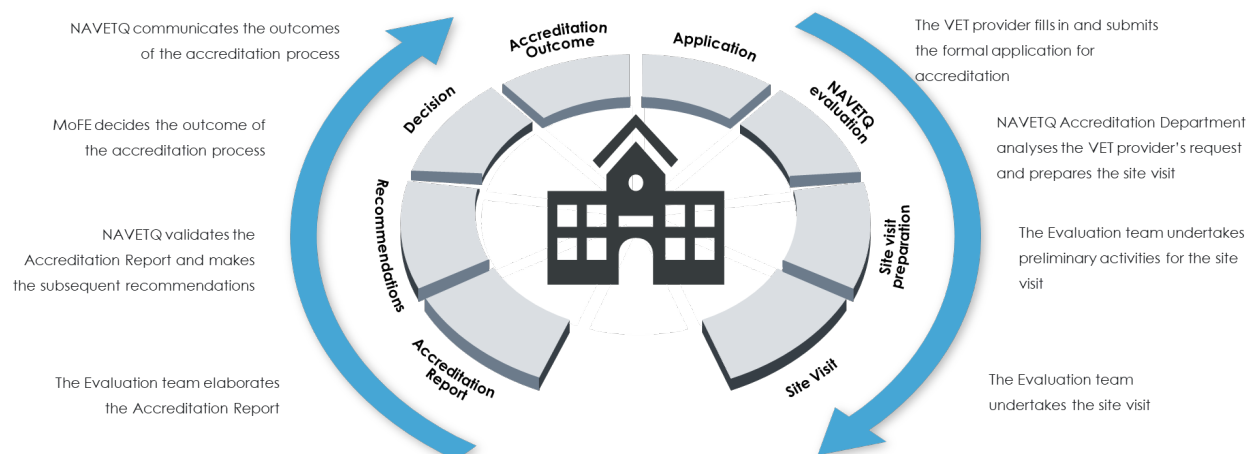 NAVETQ communicates the outcomes
of the accreditation process
MoFE decides the outcome of
the accreditation process
NAVETQ validates the
Accreditation Report and makes
the subsequent recommendations
The Evaluation team elaborates
the Accreditation Report
Accreditation
Outcome
Application
Decision
NAVETQ
evaluation
Recommendations
Site visit
preparation
Accreditation
Report
Site Visit
The VET provider fills in and submits
the formal application for
accreditation
NAVETQ Accreditation Department
analyses the VET provider's request
and prepares the site visit
The Evaluation team undertakes
preliminary activities for the site
visit
The Evaluation team
undertakes the site visit